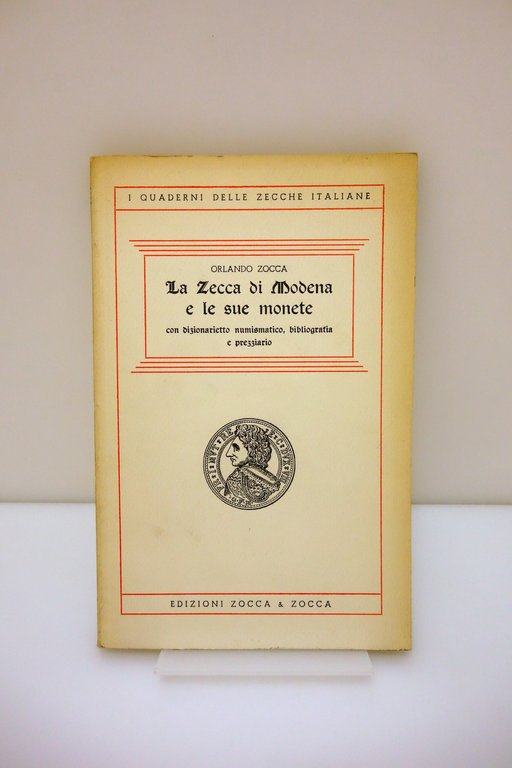 I QUADERNI DELLE ZECCHE ITALIANE
ORLANDO ZOCCA
La Zecca di Modena
e le sue monete
con dizionarietto numismatico, bibliografia
e prezziario
EDIZIONI ZOCCA & ZOCCA